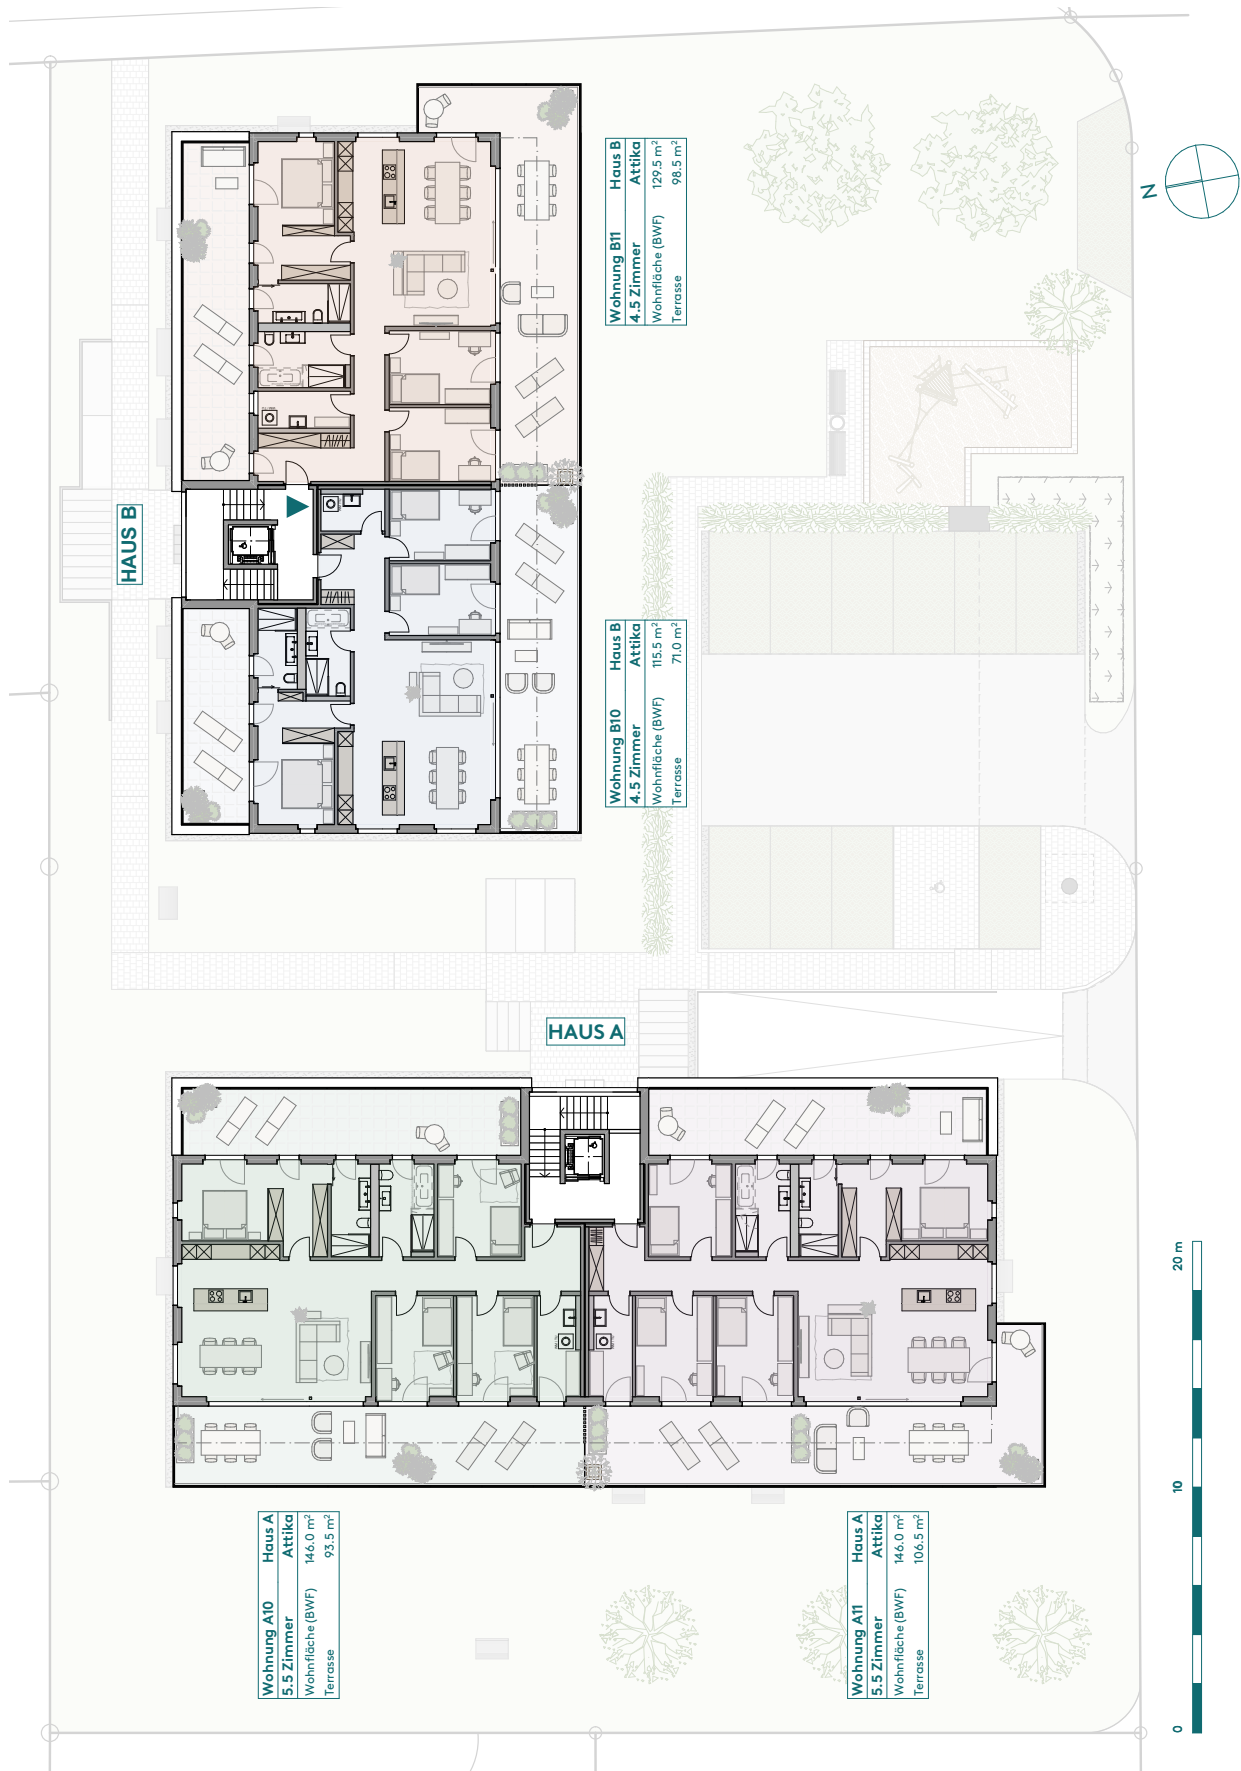 N
Wohnung B11 Haus B
4.5 Zimmer Attika
Wohnfläche (BWF) 129.5 m²
Terrasse 98.5 m²
HAUS B
Wohnung B10 Haus B
4.5 Zimmer Attika
Wohnfläche (BWF) 115.5 m²
Terrasse 71.0 m²
HAUS A
Wohnung A10 Haus A
5.5 Zimmer Attika
Wohnfläche (BWF) 146.0 m²
Terrasse 93.5 m²
Wohnung A11 Haus A
5.5 Zimmer Attika
Wohnfläche (BWF) 146.0 m²
Terrasse 106.5 m²
20 m
10
0